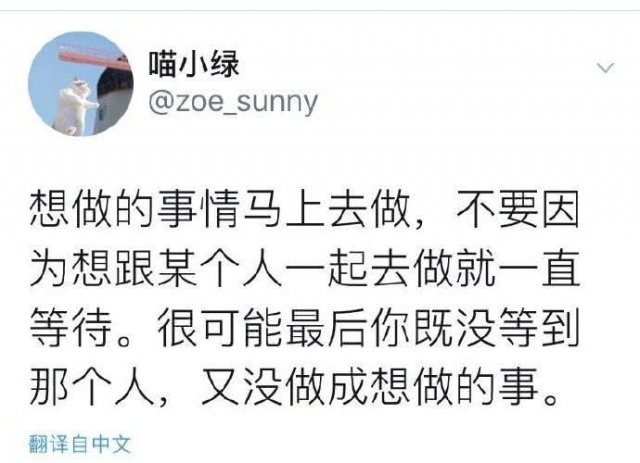 喵小绿
@zoe_sunny
想做的事情马上去做，不要因
为想跟某个人一起去做就一直
等待。很可能最后你既没等到
那个人，又没做成想做的事。
翻译自中文